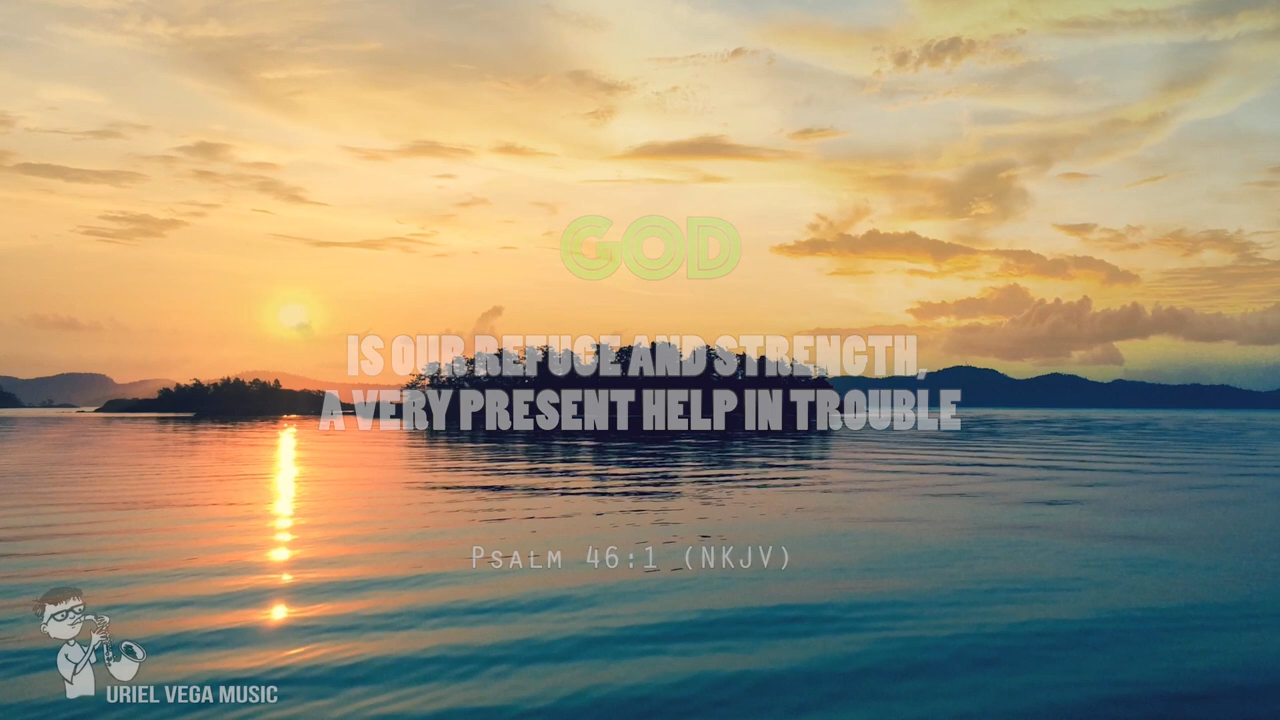 GOD
IS OUR REFUGE AND STRENGTH,
A VERY PRESENT HELP IN TROUBLE
Psalm 46:1 (NKJV)
URIEL VEGA MUSIC